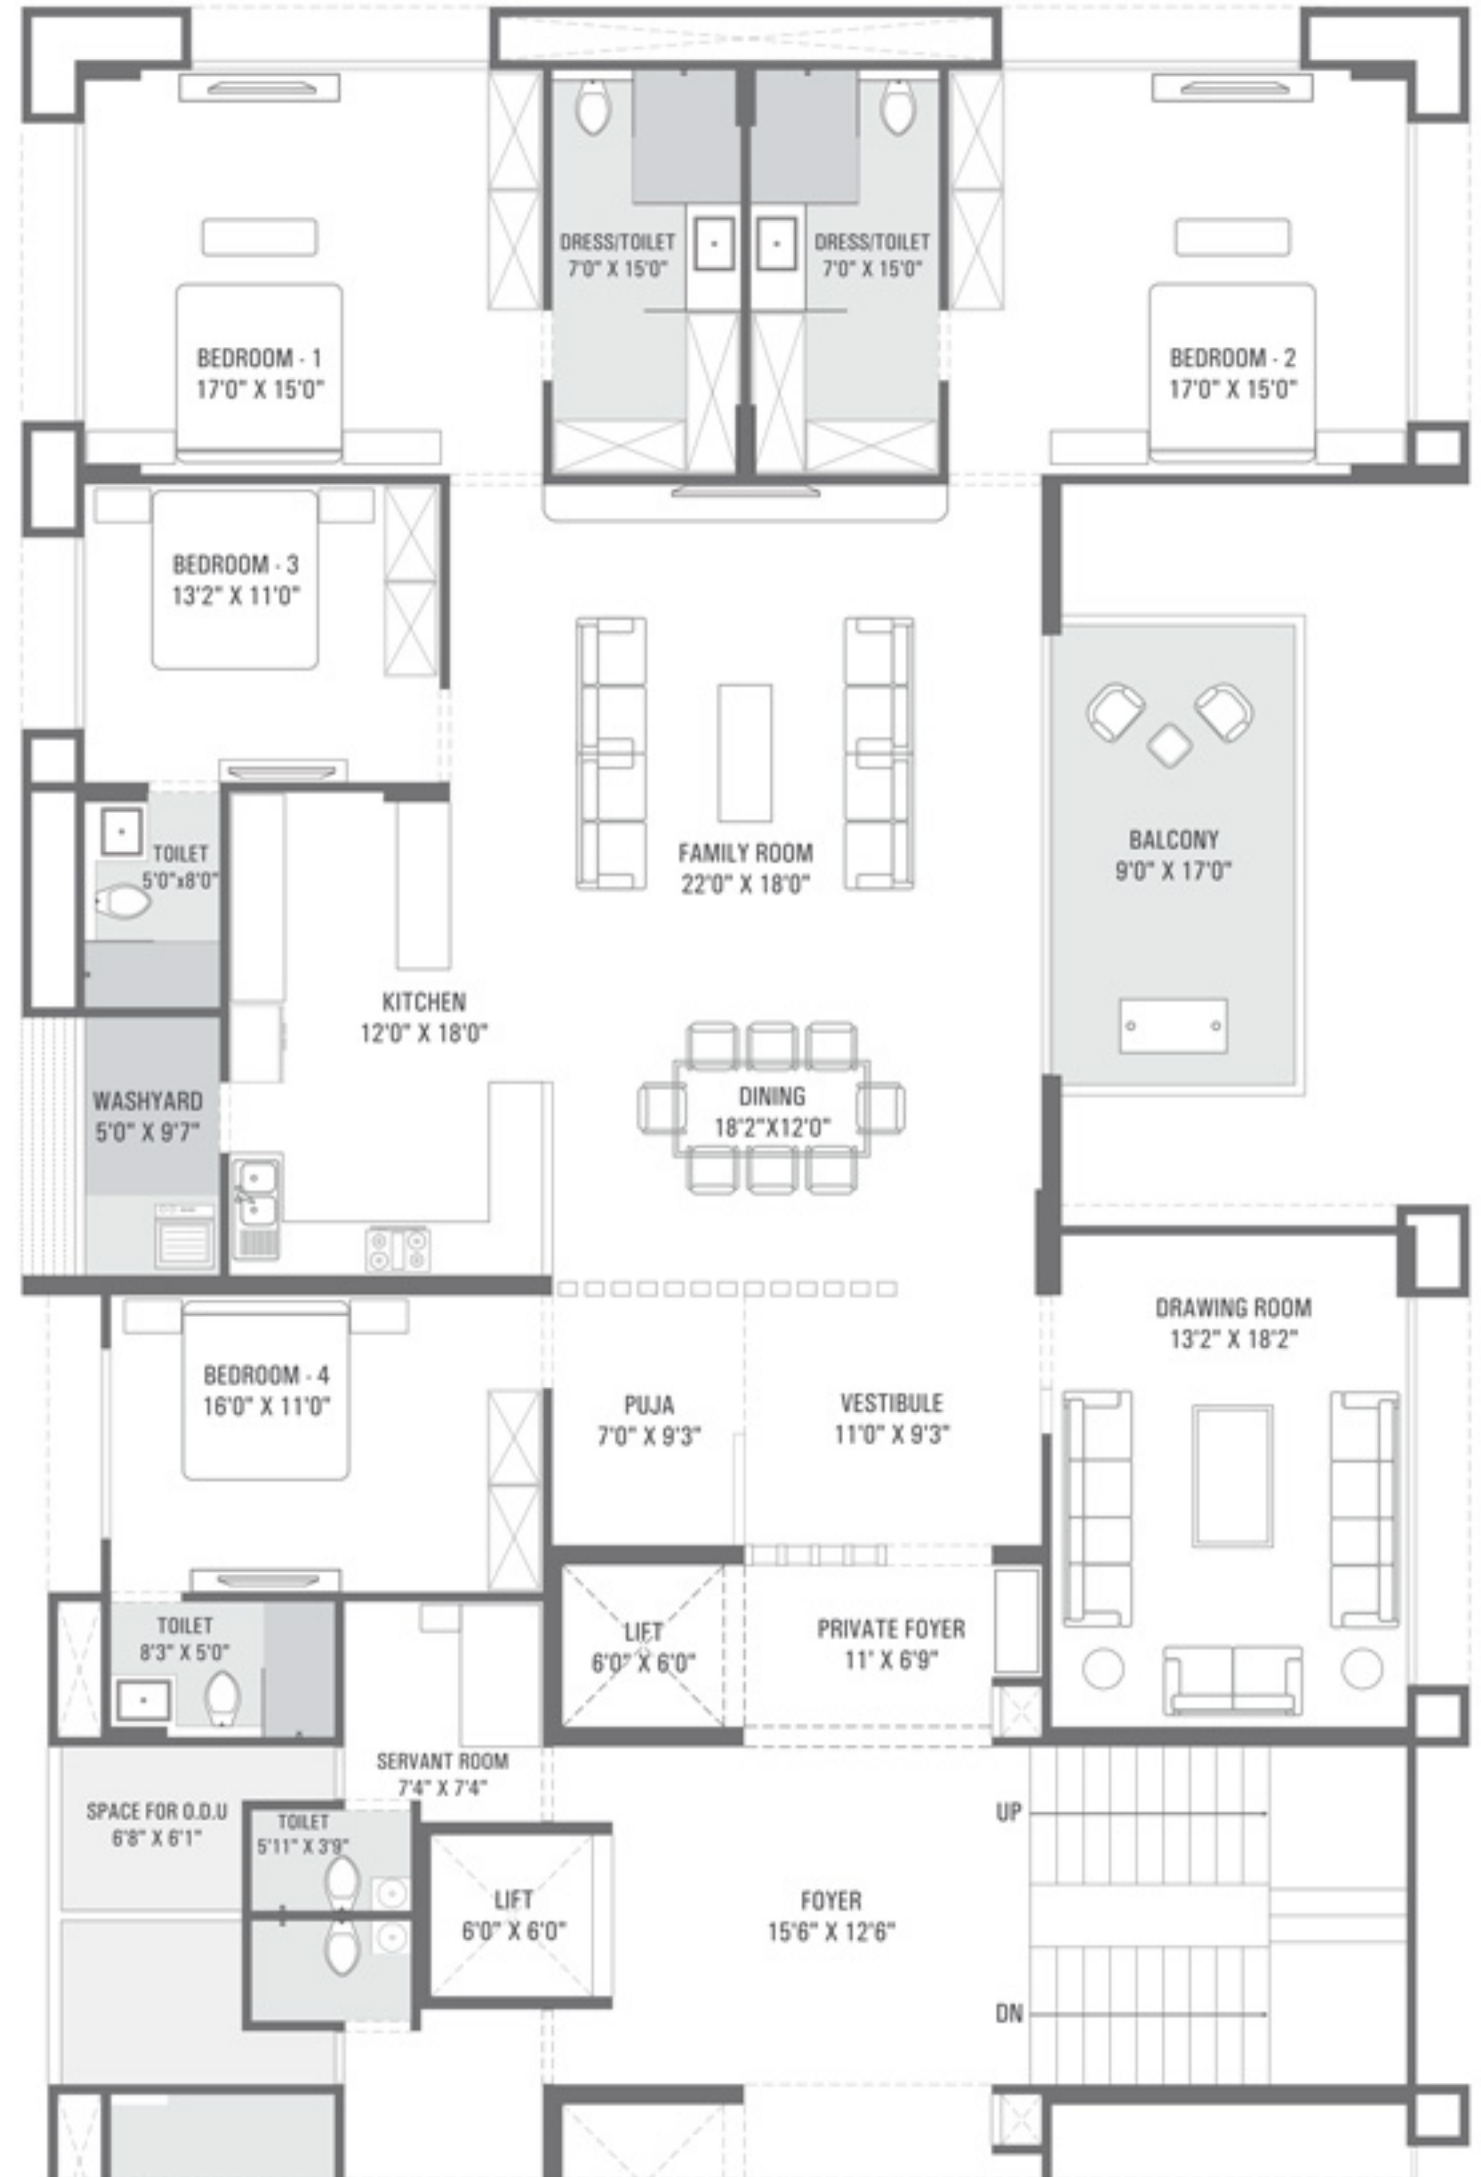 DRESS/TOILET
7'0" X 15'0"
DRESS/TOILET
7'0" X 15'0"
BEDROOM - 1
17'0" X 15'0"
BEDROOM - 2
17'0" X 15'0"
BEDROOM - 3
13'2" X 11'0"
TOILET
5'0"x8'0"
FAMILY ROOM
22'0" X 18'0"
BALCONY
9'0" X 17'0"
KITCHEN
12'0" X 18'0"
WASHYARD
5'0" X 9'7"
DINING
18'2"X12'0"
DRAWING ROOM
13'2" X 18'2"
BEDROOM - 4
16'0" X 11'0"
PUJA
7'0" X 9'3"
VESTIBULE
11'0" X 9'3"
TOILET
8'3" X 5'0"
LIFT
6'0" X 6'0"
PRIVATE FOYER
11' X 6'9"
SERVANT ROOM
7'4" X 7'4"
SPACE FOR O.D.U
6'8" X 6'1"
TOILET
5'11" X 3'9"
UP
LIFT
6'0" X 6'0"
FOYER
15'6" X 12'6"
DN